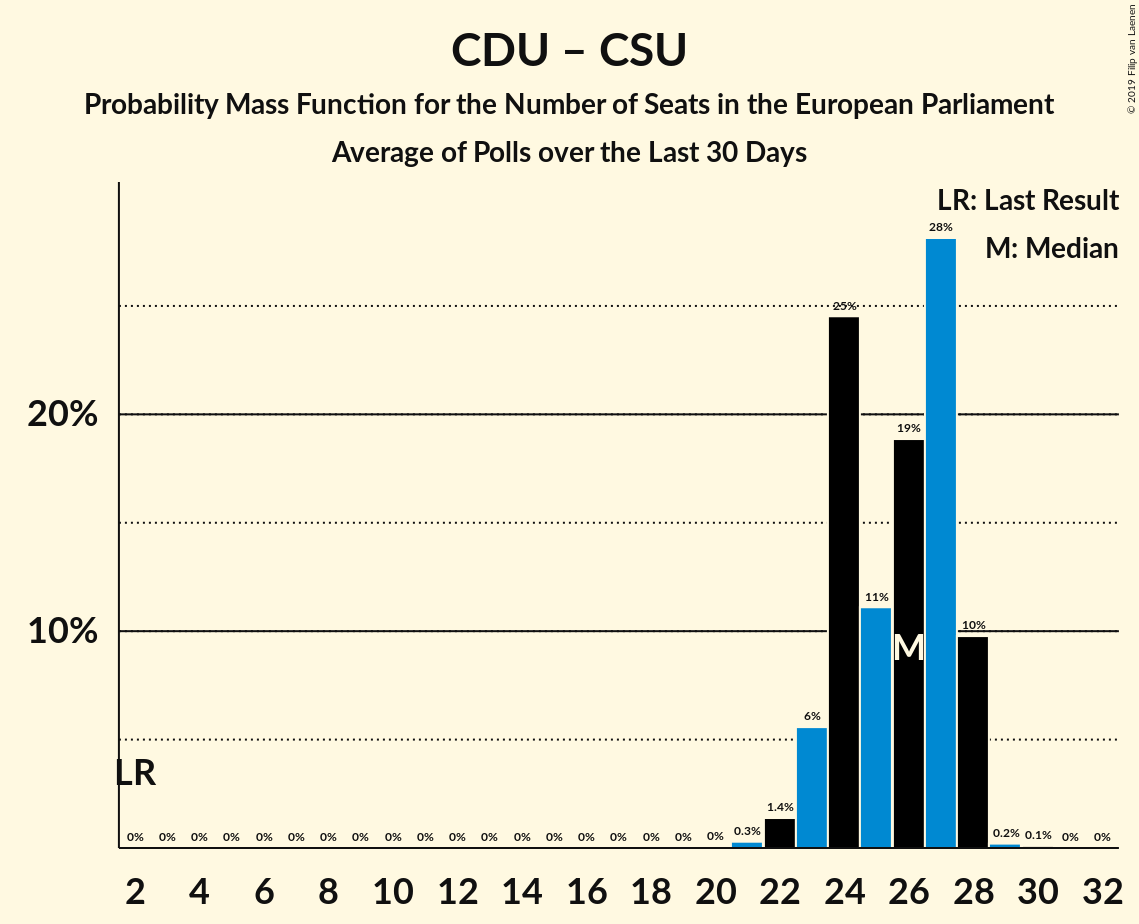 CDU – CSU
Probability Mass Function for the Number of Seats in the European Parliament
Average of Polls over the Last 30 Days
© 2019 Filip van Laenen
LR: Last Result
M: Median
28%
25%
20%
19%
11%
10%
10%
M
6%
LR
1.4%
0% 0% 0% 0% 0% 0% 0% 0% 0% 0% 0% 0% 0% 0% 0% 0% 0% 0% 0% 0.3% 0.2% 0.1% 0% 0%
2 4 6 8 10 12 14 16 18 20 22 24 26 28 30 32